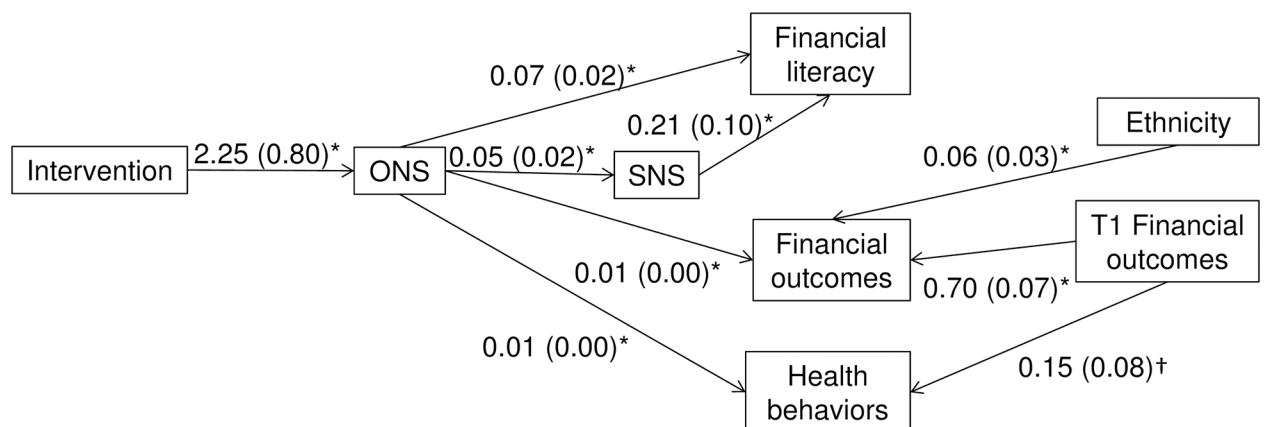 Financial
literacy
0.07 (0.02)*
0.21 (0.10)*
Ethnicity
Intervention
2.25 (0.80)*
ONS
0.05 (0.02)*
SNS
0.06 (0.03)*
T1 Financial
outcomes
Financial
outcomes
0.01 (0.00)*
0.70 (0.07)*
0.01 (0.00)*
0.15 (0.08)†
Health
behaviors